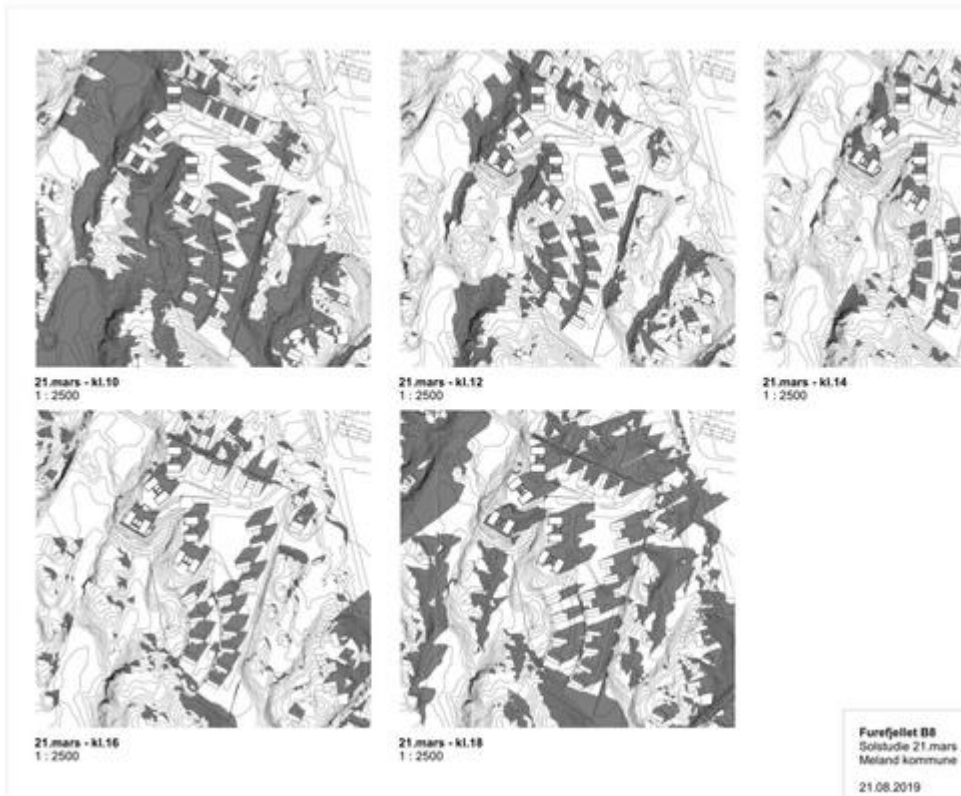 21.mars - kl.10
1 : 2500
21.mars - kl.12
1 : 2500
21.mars - kl.14
1 : 2500
21.mars - kl.16
1 : 2500
21.mars - kl.18
1 : 2500
Furefjellet B8
Solstudie 21.mars
Meland kommune
21.08.2019